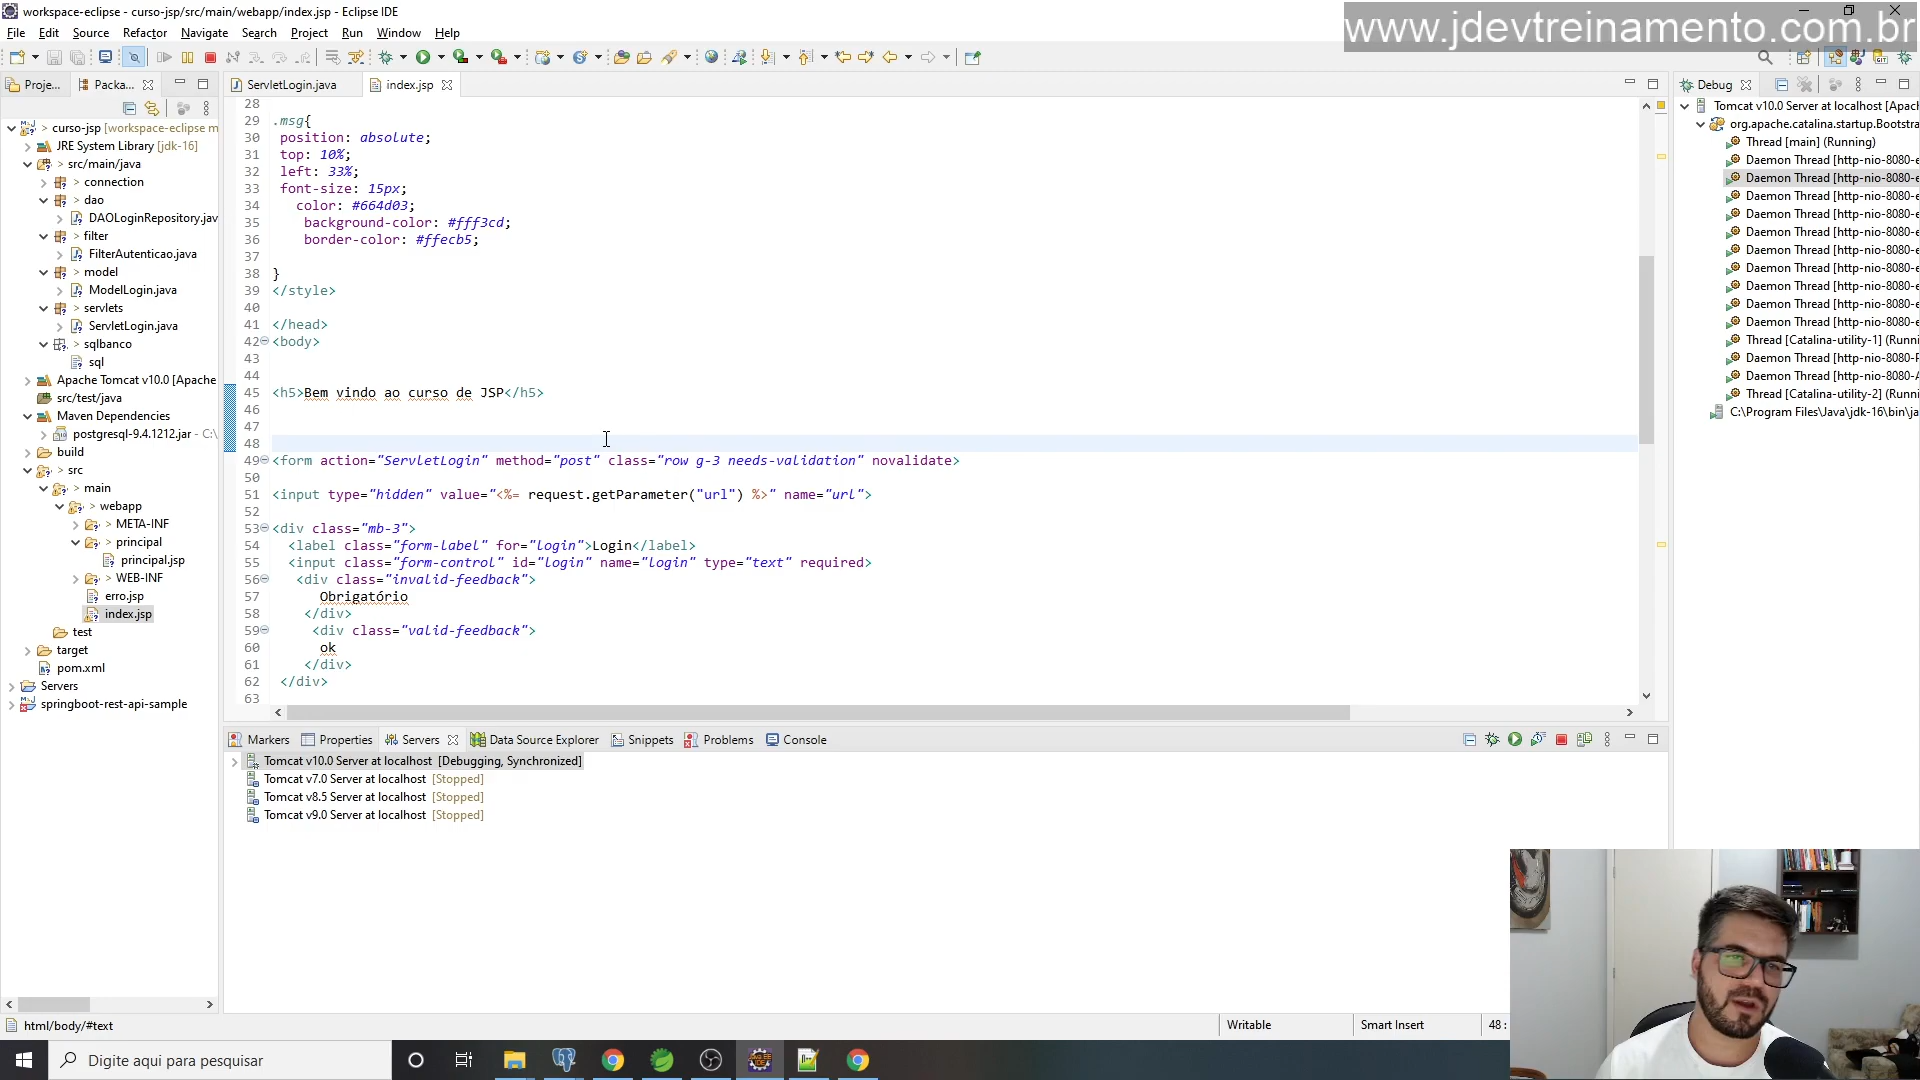 workspace-eclipse - curso-jsp/src/main/webapp/index.jsp - Eclipse IDE
www.jdevtreinamento.com.br
File Edit Source Refactor Navigate Search Project Run Window Help
Proje... Packa... ServletLogin.java index.jsp Debug
curso-jsp [workspace-eclipse m
JRE System Library [jdk-16]
> src/main/java
> connection
> dao
DAOLoginRepository.jav
> filter
FilterAutenticao.java
> model
ModelLogin.java
> servlets
ServletLogin.java
> sqlbanco
sql
Apache Tomcat v10.0 [Apache
src/test/java
Maven Dependencies
postgresql-9.4.1212.jar - C:\
build
> src
> main
> webapp
> META-INF
> principal
principal.jsp
> WEB-INF
erro.jsp
index.jsp
test
target
pom.xml
Servers
springboot-rest-api-sample
28
29 .msg{
30 position: absolute;
31 top: 10%;
32 left: 33%;
33 font-size: 15px;
34 color: #664d03;
35 background-color: #fff3cd;
36 border-color: #ffecb5;
37
38 }
39 </style>
40
41 </head>
42 <body>
43
44
45 <h5>Bem vindo ao curso de JSP</h5>
46
47
48
49 <form action="ServletLogin" method="post" class="row g-3 needs-validation" novalidate>
50
51 <input type="hidden" value="<%= request.getParameter("url") %>" name="url">
52
53 <div class="mb-3">
54 <label class="form-label" for="login">Login</label>
55 <input class="form-control" id="login" name="login" type="text" required>
56 <div class="invalid-feedback">
57 Obrigatório
58 </div>
59 <div class="valid-feedback">
60 ok
61 </div>
62 </div>
63
Tomcat v10.0 Server at localhost [Apacl
org.apache.catalina.startup.Bootstra
Thread [main] (Running)
Daemon Thread [http-nio-8080-e
Daemon Thread [http-nio-8080-e
Daemon Thread [http-nio-8080-e
Daemon Thread [http-nio-8080-e
Daemon Thread [http-nio-8080-e
Daemon Thread [http-nio-8080-e
Daemon Thread [http-nio-8080-e
Daemon Thread [http-nio-8080-e
Daemon Thread [http-nio-8080-e
Daemon Thread [http-nio-8080-e
Thread [Catalina-utility-1] (Runni
Daemon Thread [http-nio-8080-P
Daemon Thread [http-nio-8080-A
Thread [Catalina-utility-2] (Runni
C:\Program Files\Java\jdk-16\bin\ja
Markers Properties Servers Data Source Explorer Snippets Problems Console
Tomcat v10.0 Server at localhost [Debugging, Synchronized]
Tomcat v7.0 Server at localhost [Stopped]
Tomcat v8.5 Server at localhost [Stopped]
Tomcat v9.0 Server at localhost [Stopped]
html/body/#text Writable Smart Insert 48 :
Digite aqui para pesquisar